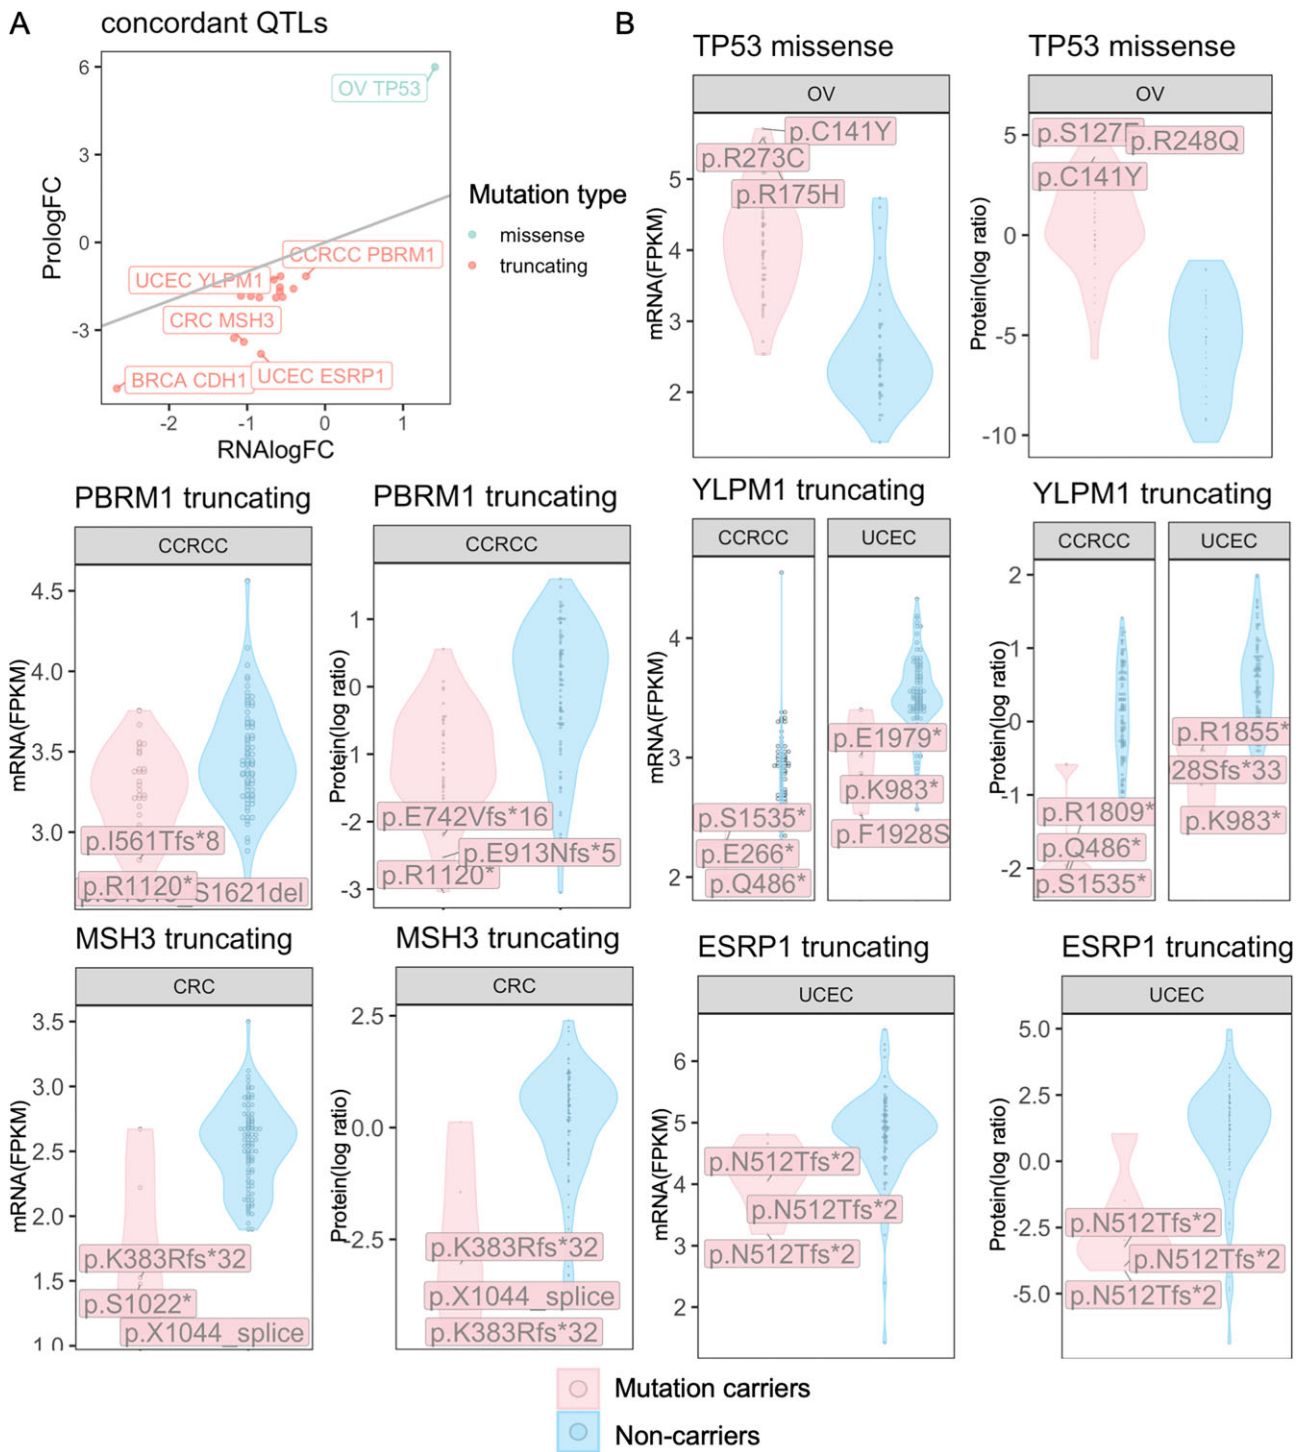 A
concordant QTLs
6
3
0
-3
PrologFC
OV TP53
CCRCC PBRM1
UCEC YLPM1
CRC MSH3
BRCA CDH1
UCEC ESRP1
-2
-1
0
1
RNAlogFC
Mutation type
missense
truncating
B
TP53 missense
OV
mRNA(FPKM)
5
4
3
2
p.C141Y
p.R273C
p.R175H
TP53 missense
OV
Protein(log ratio)
5
0
-5
-10
p.R248Q
p.C141Y
PBRM1 truncating
CCRCC
mRNA(FPKM)
4.5
4.0
3.5
3.0
p.I561Tfs*8
p.R1120*
S1621del
PBRM1 truncating
CCRCC
Protein(log ratio)
1
0
-1
-2
-3
p.E742Vfs*16
p.E913Nfs*5
p.R1120*
YLPM1 truncating
CCRCC
UCEC
mRNA(FPKM)
4
3
2
p.S1535*
p.E266*
p.Q486*
p.E1979*
p.K983*
p.F1928S
YLPM1 truncating
CCRCC
UCEC
Protein(log ratio)
2
1
0
-1
-2
p.R1809*
p.Q486*
p.S1535*
p.R1855*
28Sfs*33
p.K983*
MSH3 truncating
CRC
mRNA(FPKM)
3.5
3.0
2.5
2.0
1.5
1.0
p.K383Rfs*32
p.S1022*
p.X1044_splice
MSH3 truncating
CRC
Protein(log ratio)
2.5
0.0
-2.5
p.K383Rfs*32
p.X1044_splice
p.K383Rfs*32
ESRP1 truncating
UCEC
mRNA(FPKM)
6
5
4
3
2
p.N512Tfs*2
p.N512Tfs*2
p.N512Tfs*2
ESRP1 truncating
UCEC
Protein(log ratio)
5.0
2.5
0.0
-2.5
-5.0
p.N512Tfs*2
p.N512Tfs*2
p.N512Tfs*2
Mutation carriers
Non-carriers